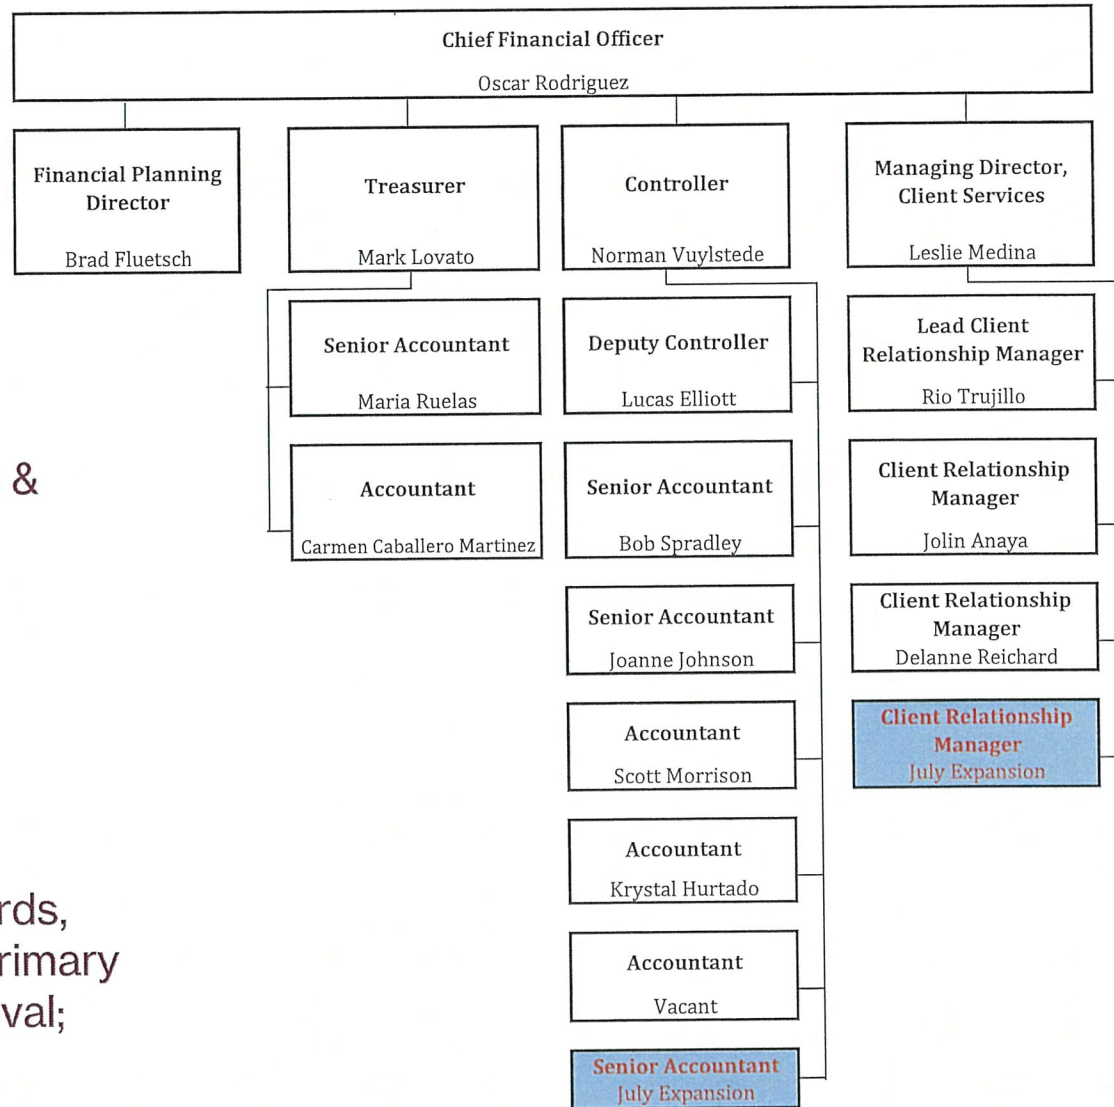 Chief Financial Officer
Oscar Rodriguez
Financial Planning
Director
Brad Fluetsch
Treasurer
Mark Lovato
Senior Accountant
Maria Ruelas
Accountant
Carmen Caballero Martinez
Controller
Norman Vuylstede
Deputy Controller
Lucas Elliott
Senior Accountant
Bob Spradley
Senior Accountant
Joanne Johnson
Accountant
Scott Morrison
Accountant
Krystal Hurtado
Accountant
Vacant
Senior Accountant
July Expansion
Managing Director,
Client Services
Leslie Medina
Lead Client
Relationship Manager
Rio Trujillo
Client Relationship
Manager
Jolin Anaya
Client Relationship
Manager
Delanne Reichard
Client Relationship
Manager
July Expansion
&
rds,
rimary
val;